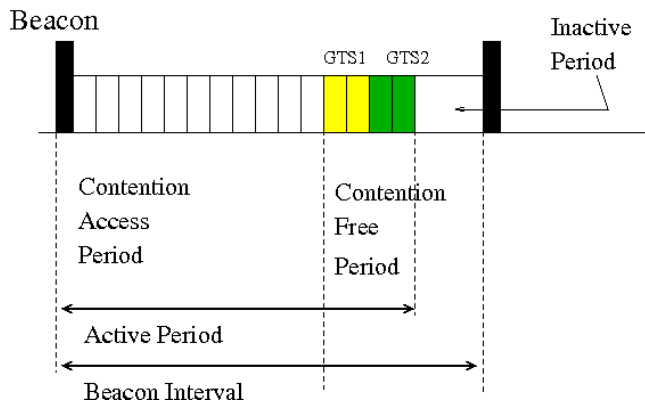 Beacon
Inactive
Period
GTS1
GTS2
Contention
Access
Period
Contention
Free
Period
Active Period
Beacon Interval